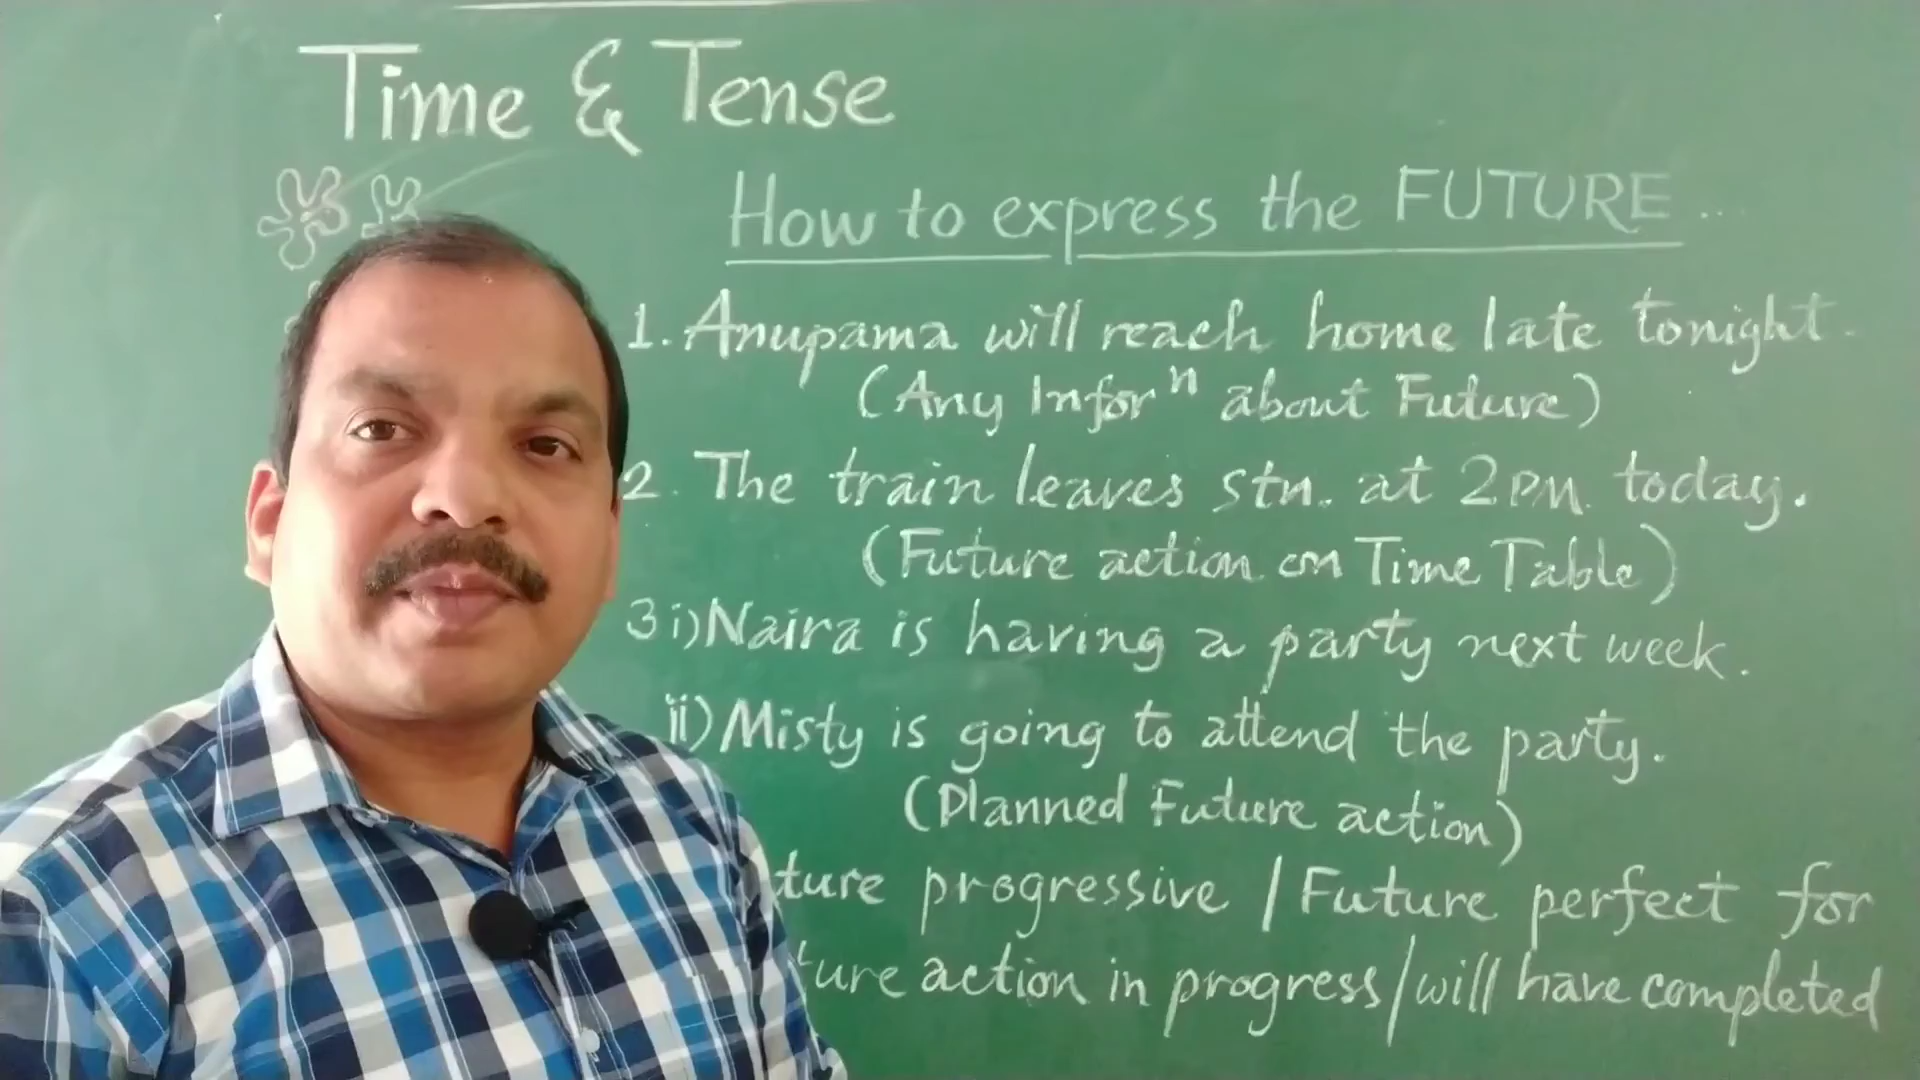 Time & Tense
How to express the FUTURE ...
1. Anupama will reach home late tonight.
(Any Inforⁿ about Future)
2. The train leaves stn. at 2 PM today.
(Future action on Time Table)
3 i) Naira is having a party next week.
ii) Misty is going to attend the party.
(Planned Future action)
ture progressive / Future perfect for
ture action in progress / will have completed